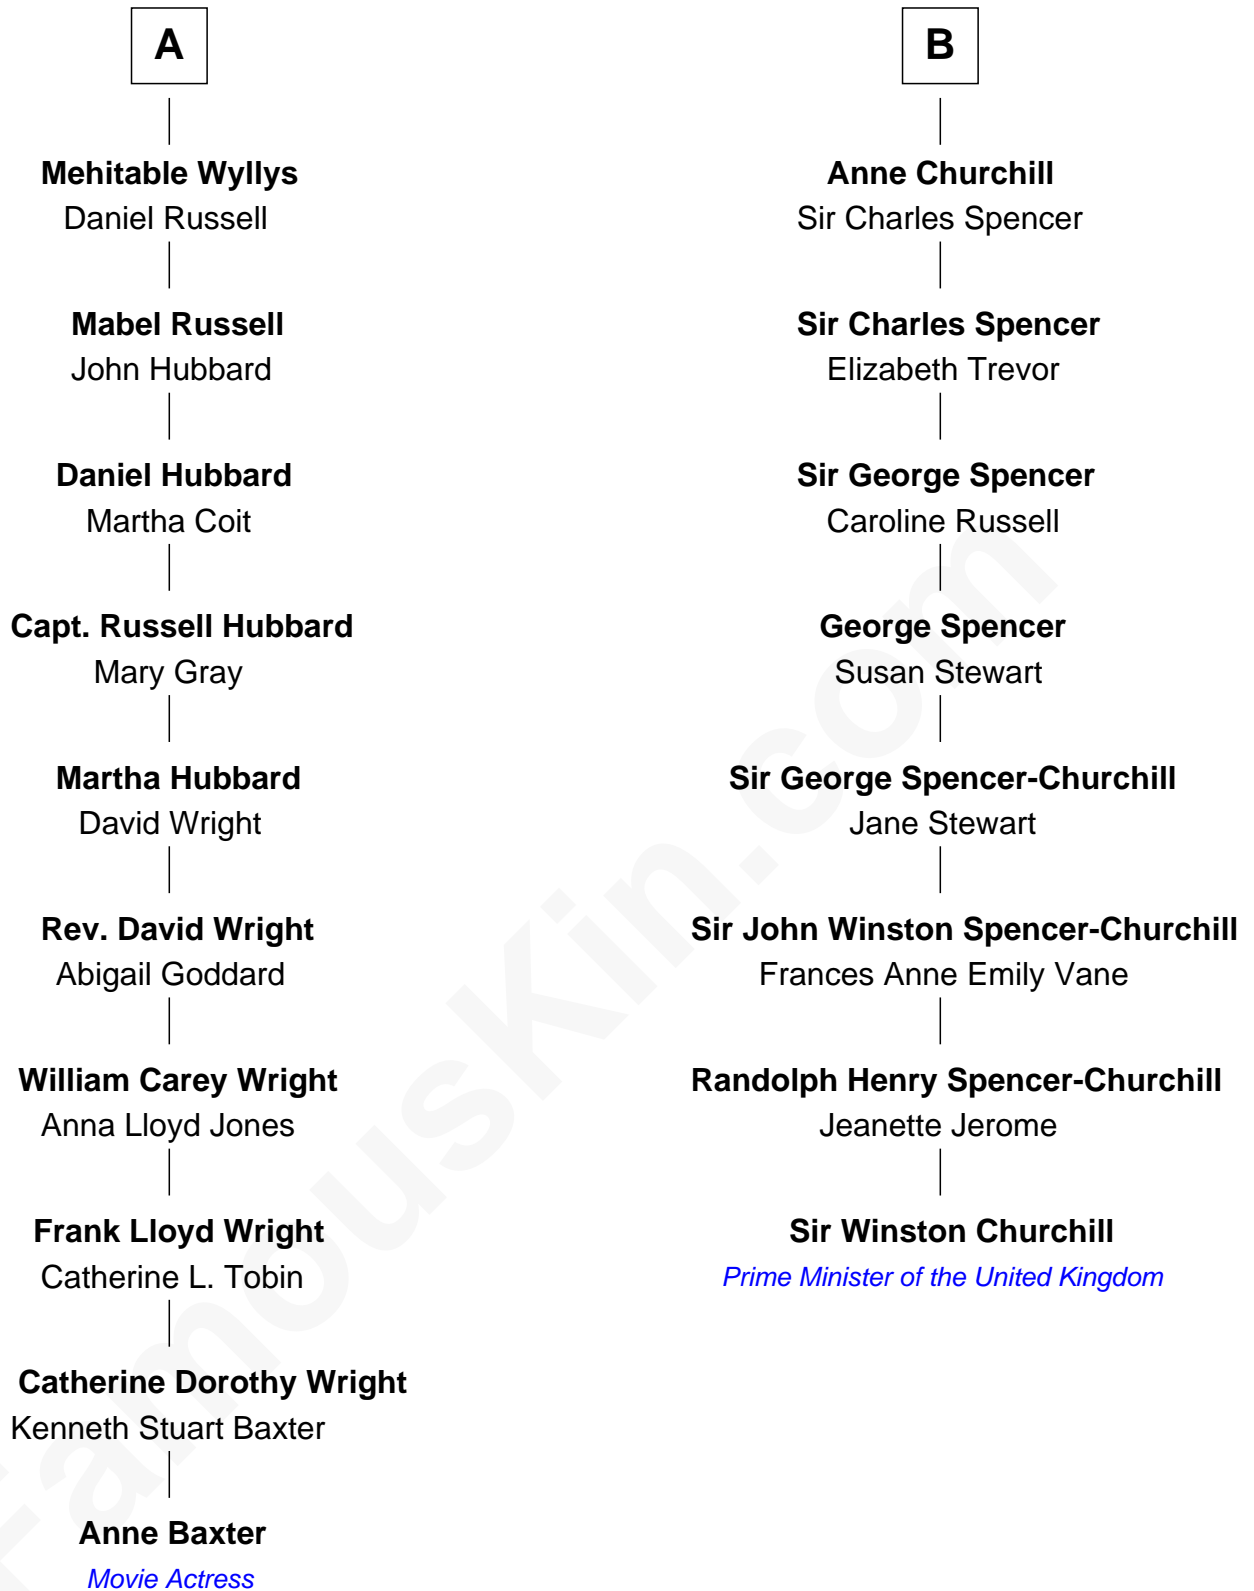 A
Mehitable Wyllys
Daniel Russell
Mabel Russell
John Hubbard
Daniel Hubbard
Martha Coit
Capt. Russell Hubbard
Mary Gray
Martha Hubbard
David Wright
Rev. David Wright
Abigail Goddard
William Carey Wright
Anna Lloyd Jones
Frank Lloyd Wright
Catherine L. Tobin
Catherine Dorothy Wright
Kenneth Stuart Baxter
Anne Baxter
Movie Actress
B
Anne Churchill
Sir Charles Spencer
Sir Charles Spencer
Elizabeth Trevor
Sir George Spencer
Caroline Russell
George Spencer
Susan Stewart
Sir George Spencer-Churchill
Jane Stewart
Sir John Winston Spencer-Churchill
Frances Anne Emily Vane
Randolph Henry Spencer-Churchill
Jeanette Jerome
Sir Winston Churchill
Prime Minister of the United Kingdom
FamousKin.com